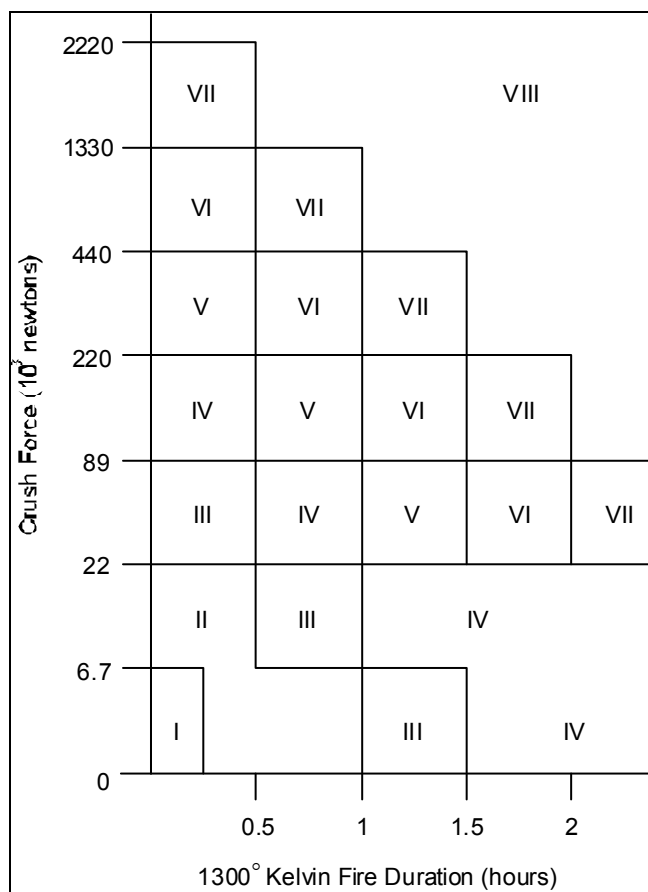 2220
VII VIII
1330
VI VII
440
V VI VII
220
IV V VI VII
89
III IV V VI VII
22
II III IV
6.7
I III IV
0
0.5 1 1.5 2
1300° Kelvin Fire Duration (hours)
Crush Force (10³ newtons)